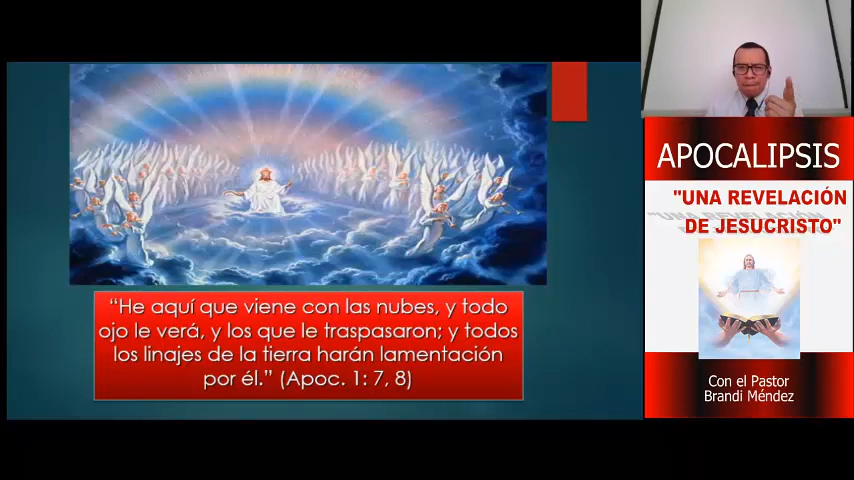 “He aquí que viene con las nubes, y todo
ojo le verá, y los que le traspasaron; y todos
los linajes de la tierra harán lamentación
por él.” (Apoc. 1: 7, 8)
APOCALIPSIS
"UNA REVELACIÓN
DE JESUCRISTO"
Con el Pastor
Brandi Méndez